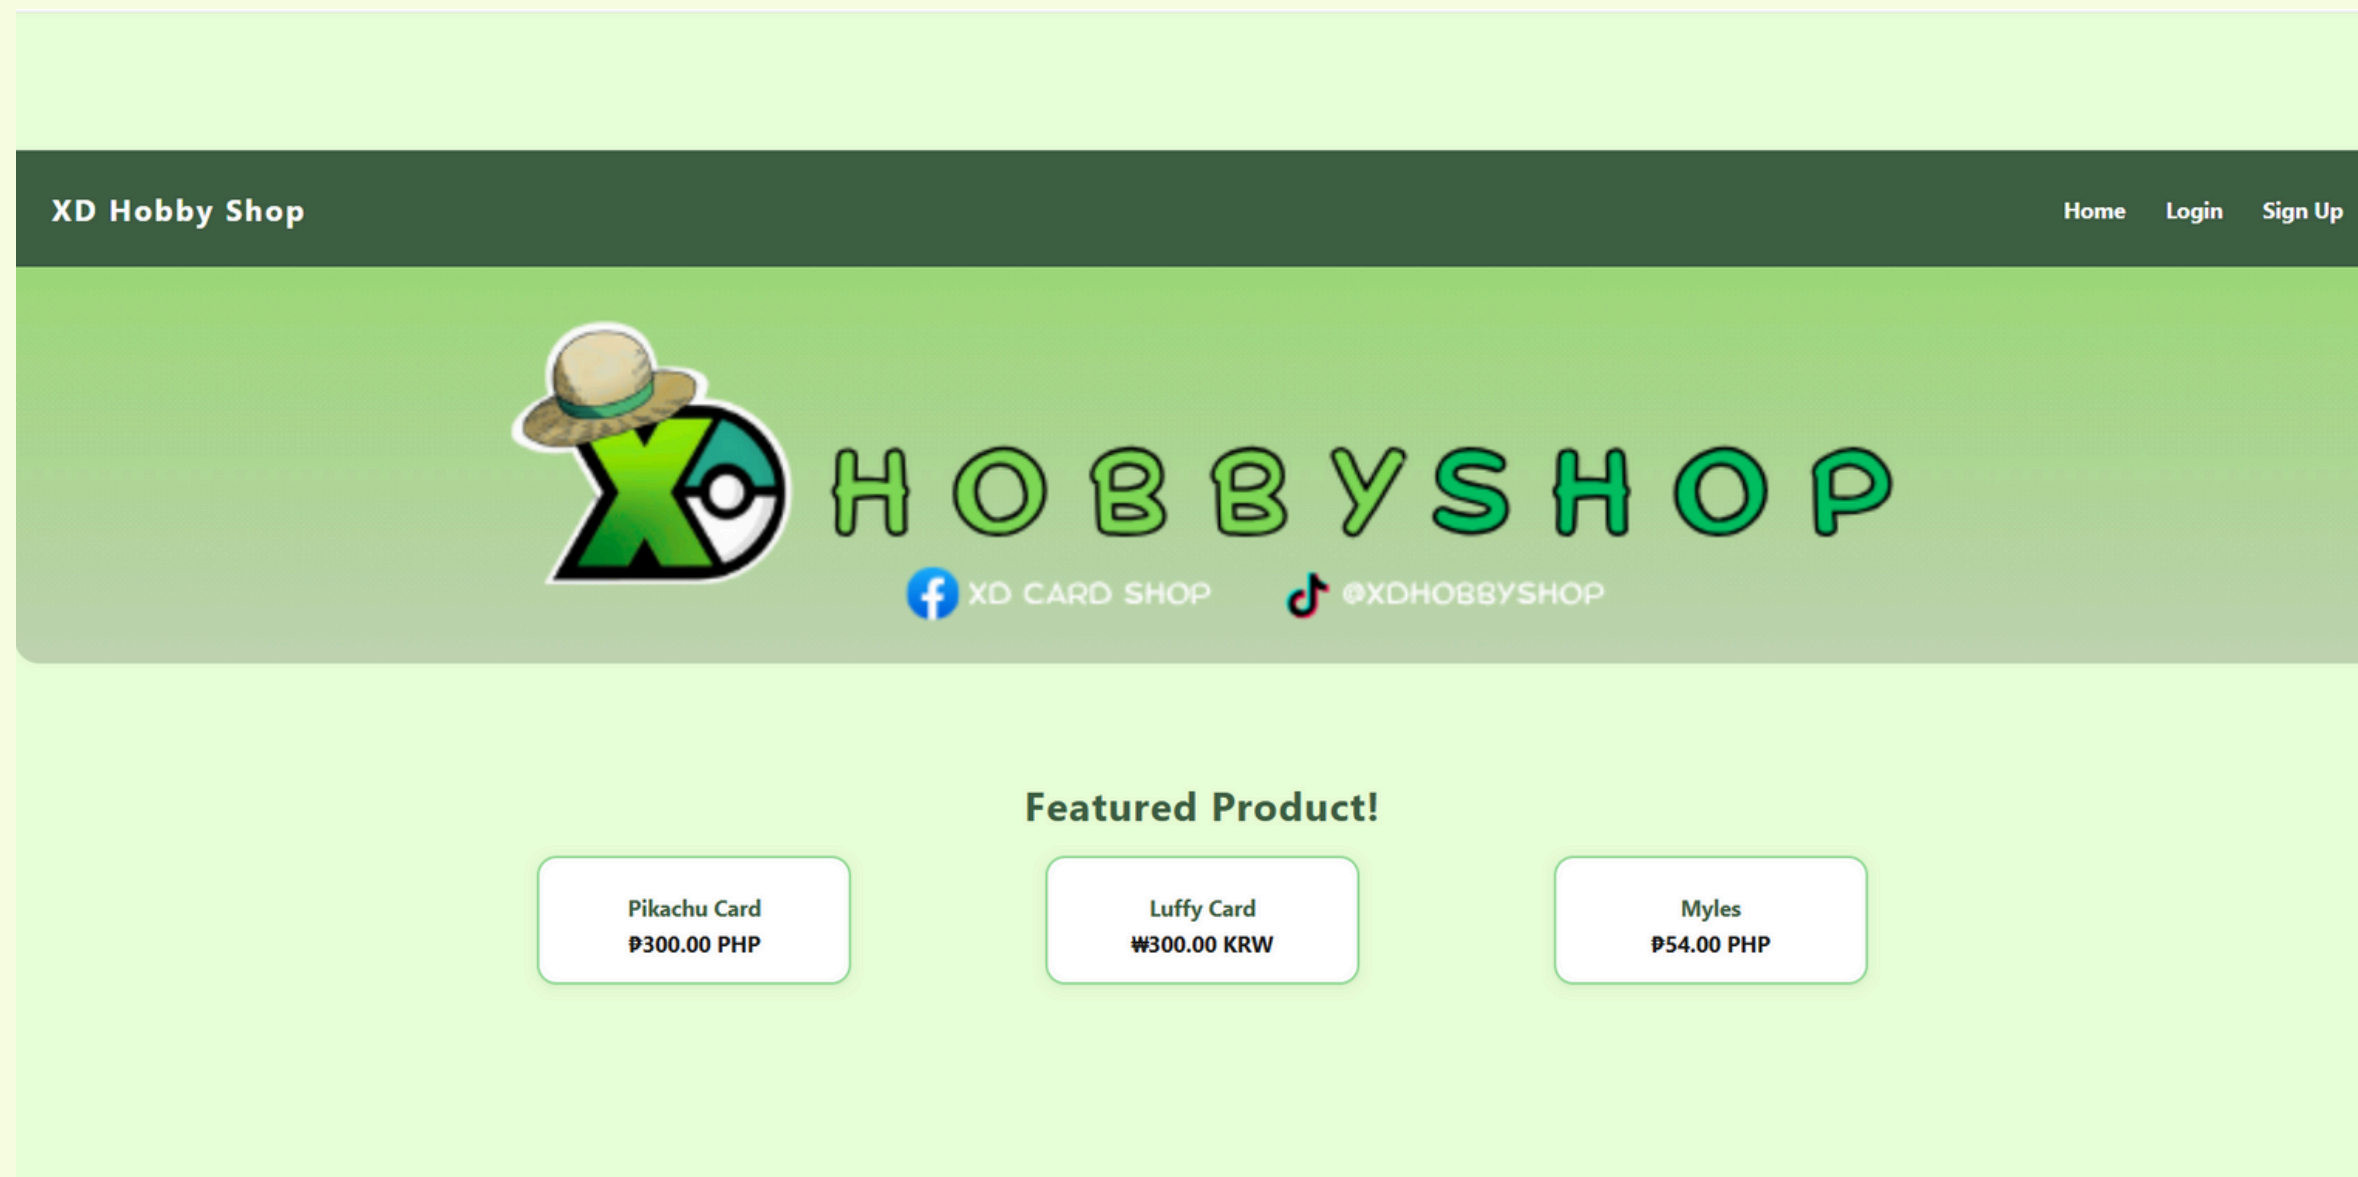 XD Hobby Shop
Home Login Sign Up
XD HOBBYSHOP
XD CARD SHOP @XDHOBBYSHOP
Featured Product!
Pikachu Card
₱300.00 PHP
Luffy Card
₩300.00 KRW
Myles
₱54.00 PHP